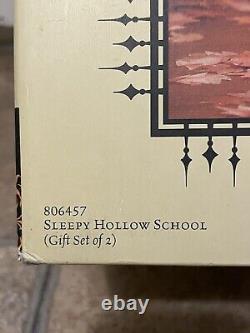 806457
SLEEPY HOLLOW SCHOOL
(Gift Set of 2)